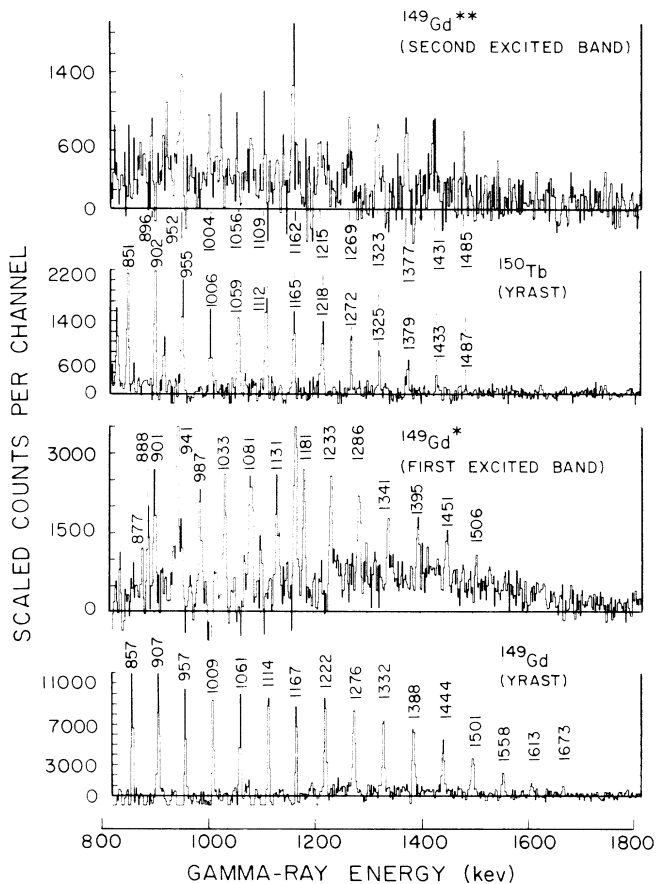 149Gd**
(SECOND EXCITED BAND)
1400
600
0
896 952 1004 1056 1109 1162 1215 1269 1323 1377 1431 1485
150Tb
(YRAST)
851 902 955 1006 1059 1112 1165 1218 1272 1325 1379 1433 1487
2200
1400
600
0
149Gd*
(FIRST EXCITED BAND)
877 888 901 941 987 1033 1081 1131 1181 1233 1286 1341 1395 1451 1506
3000
1500
0
149Gd
(YRAST)
857 907 957 1009 1061 1114 1167 1222 1276 1332 1388 1444 1501 1558 1613 1673
11000
7000
3000
0
800 1000 1200 1400 1600 1800
GAMMA-RAY ENERGY (kev)
SCALED COUNTS PER CHANNEL